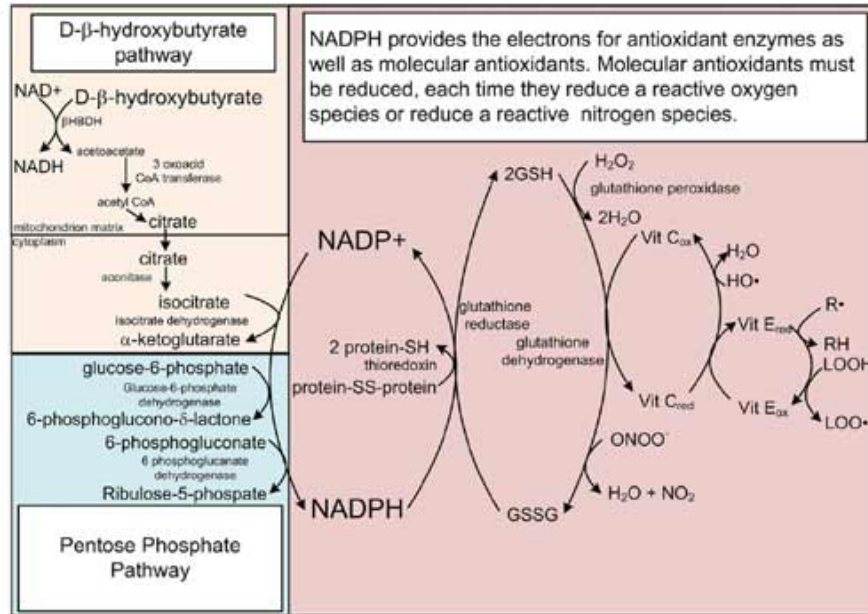 D-β-hydroxybutyrate
pathway
NAD+
D-β-hydroxybutyrate
βHBDH
NADH
acetoacetate
3 oxoacid
CoA transferase
acetyl CoA
citrate
mitochondrion matrix
cytoplasm
citrate
aconitase
isocitrate
isocitrate dehydrogenase
α-ketoglutarate
glucose-6-phosphate
Glucose-6-phosphate
dehydrogenase
6-phosphoglucono-δ-lactone
6-phosphogluconate
6 phosphogluconate
dehydrogenase
Ribulose-5-phospate
Pentose Phosphate
Pathway
NADPH provides the electrons for antioxidant enzymes as
well as molecular antioxidants. Molecular antioxidants must
be reduced, each time they reduce a reactive oxygen
species or reduce a reactive nitrogen species.
NADP+
2 protein-SH
thioredoxin
protein-SS-protein
NADPH
2GSH
glutathione
reductase
GSSG
H₂O₂
glutathione peroxidase
2H₂O
glutathione
dehydrogenase
ONOO⁻
H₂O + NO₂
Vit Cox
Vit Cred
H₂O
HO•
Vit Ered
Vit Eox
R•
RH
LOOH
LOO•